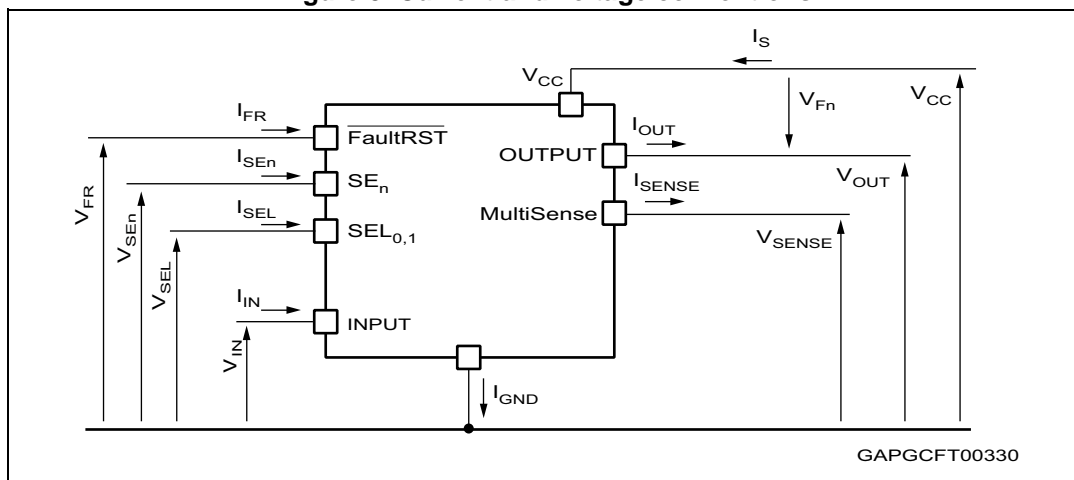 I_S
V_CC
V_Fn
V_CC
I_FR
FaultRST
I_OUT
OUTPUT
I_SEn
SE_n
V_OUT
I_SENSE
MultiSense
V_FR
V_SEn
I_SEL
SEL_0,1
V_SENSE
V_SEL
I_IN
INPUT
V_IN
I_GND
GAPGCFT00330